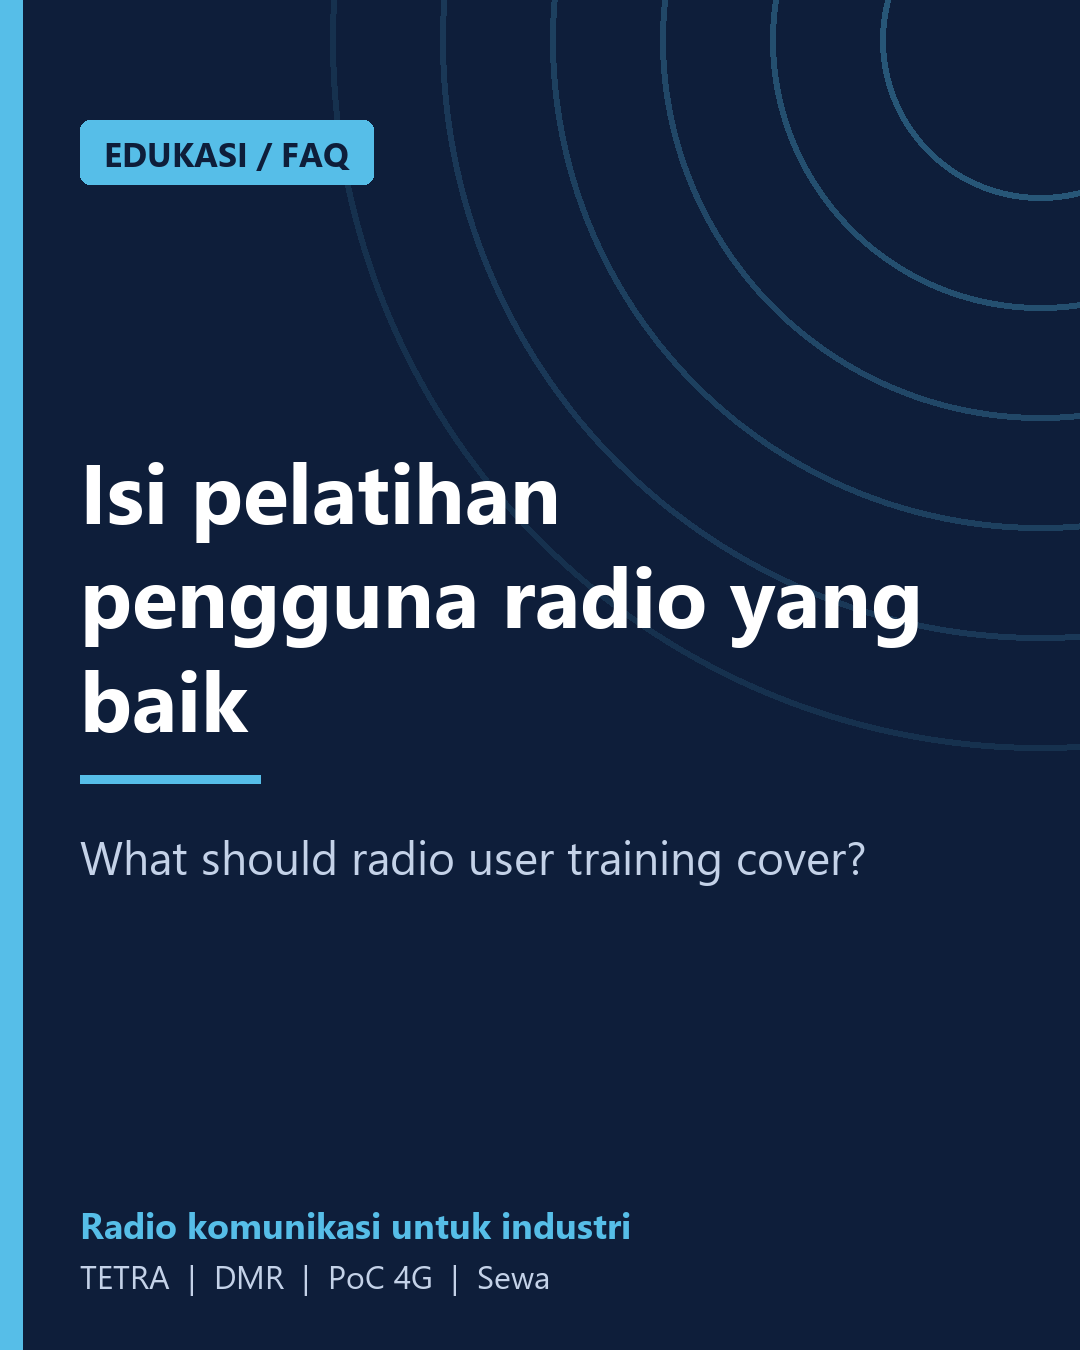 EDUKASI / FAQ
Isi pelatihan
pengguna radio yang
baik
What should radio user training cover?
Radio komunikasi untuk industri
TETRA | DMR | PoC 4G | Sewa